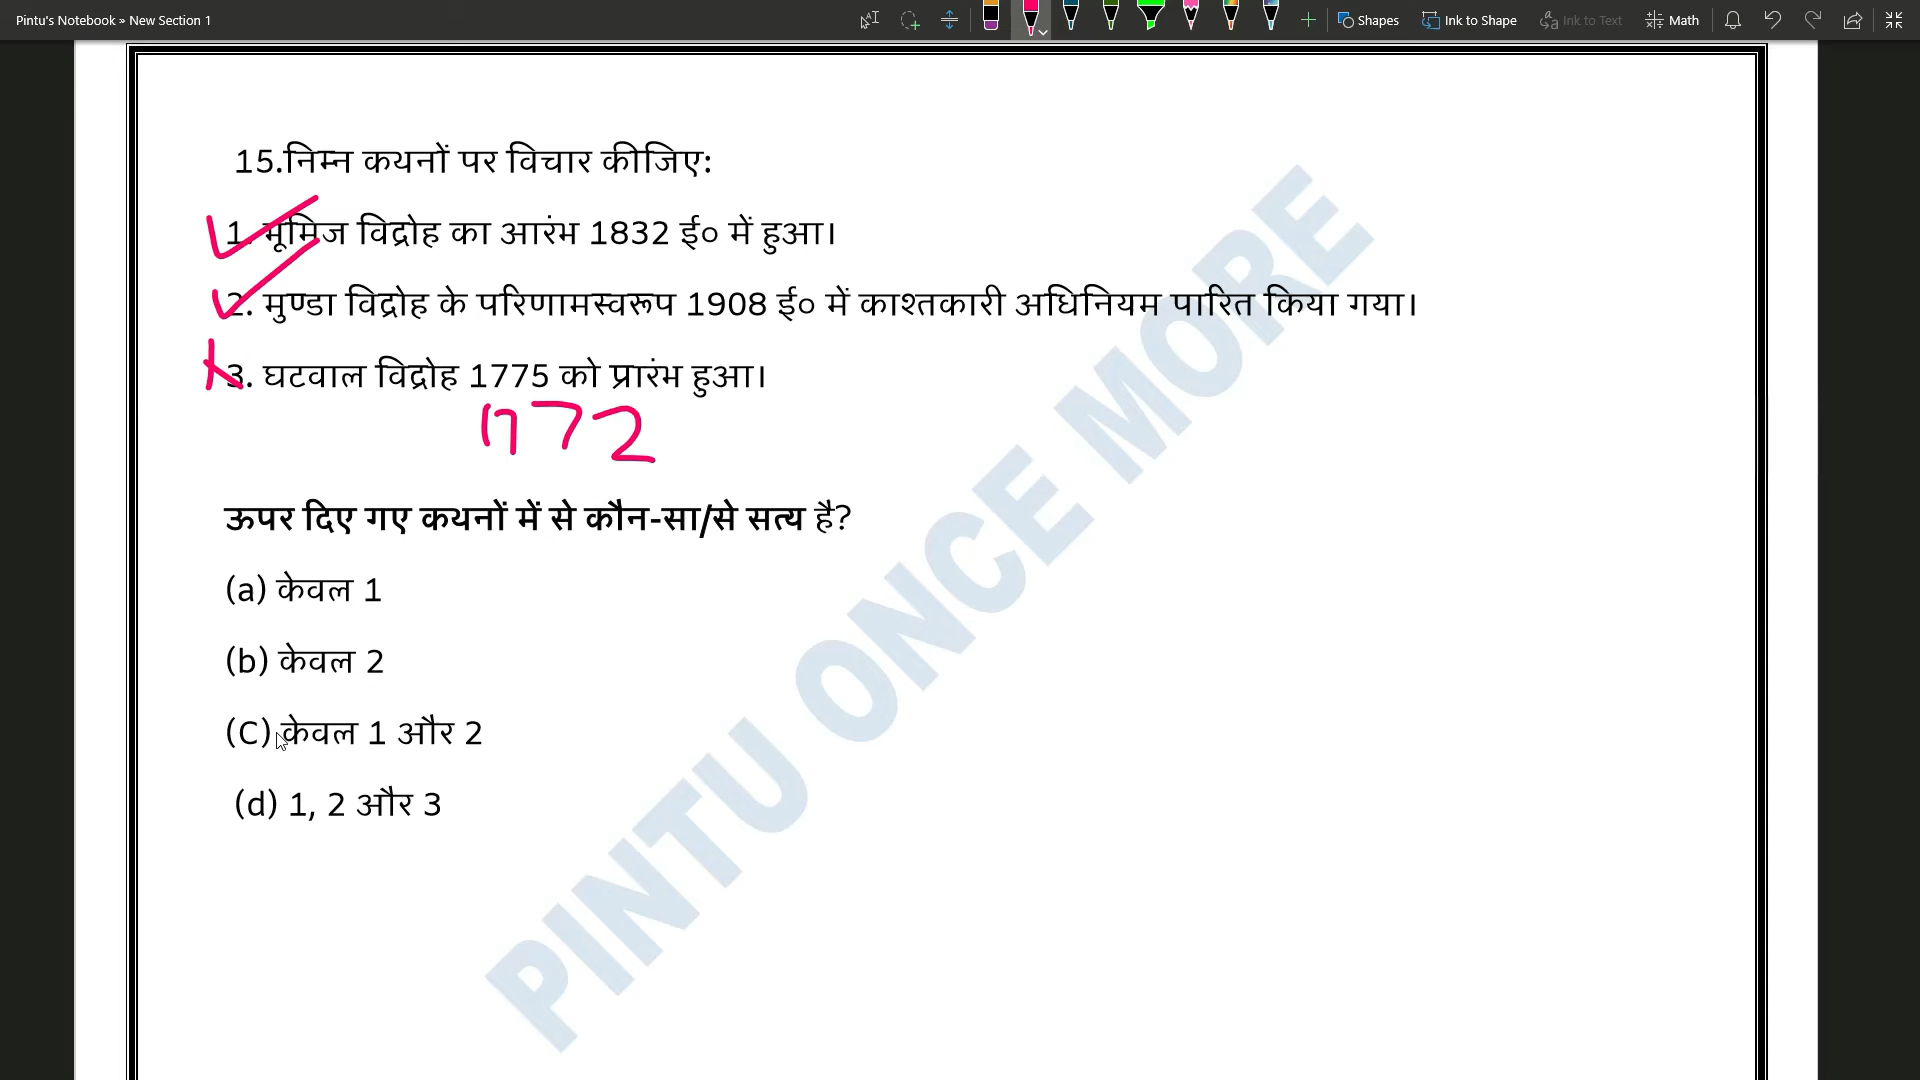 Pintu's Notebook » New Section 1
Shapes
Ink to Shape
Ink to Text
Math
15.निम्न कथनों पर विचार कीजिए:
1. भूमिज विद्रोह का आरंभ 1832 ई० में हुआ।
2. मुण्डा विद्रोह के परिणामस्वरूप 1908 ई० में काश्तकारी अधिनियम पारित किया गया।
3. घटवाल विद्रोह 1775 को प्रारंभ हुआ।
1772
ऊपर दिए गए कथनों में से कौन-सा/से सत्य है?
(a) केवल 1
(b) केवल 2
(C) केवल 1 और 2
(d) 1, 2 और 3
PINTU ONCE MORE